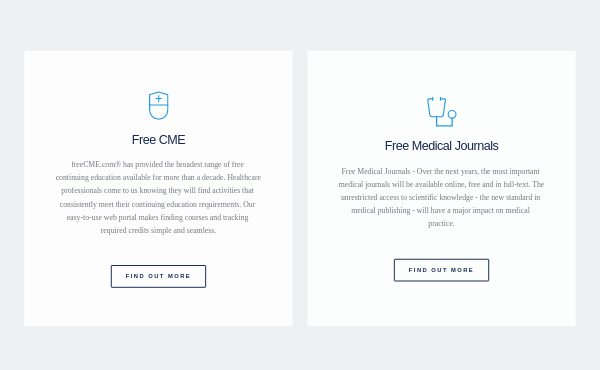 Free CME
freeCME.com® has provided the broadest range of free
continuing education available for more than a decade. Healthcare
professionals come to us knowing they will find activities that
consistently meet their continuing education requirements. Our
easy-to-use web portal makes finding courses and tracking
required credits simple and seamless.
FIND OUT MORE
Free Medical Journals
Free Medical Journals - Over the next years, the most important
medical journals will be available online, free and in full-text. The
unrestricted access to scientific knowledge - the new standard in
medical publishing - will have a major impact on medical
practice.
FIND OUT MORE